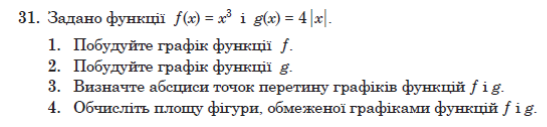 31. Задано функції f(x) = x³ і g(x) = 4|x|.
1. Побудуйте графік функції f.
2. Побудуйте графік функції g.
3. Визначте абсциси точок перетину графіків функцій f і g.
4. Обчисліть площу фігури, обмеженої графіками функцій f і g.